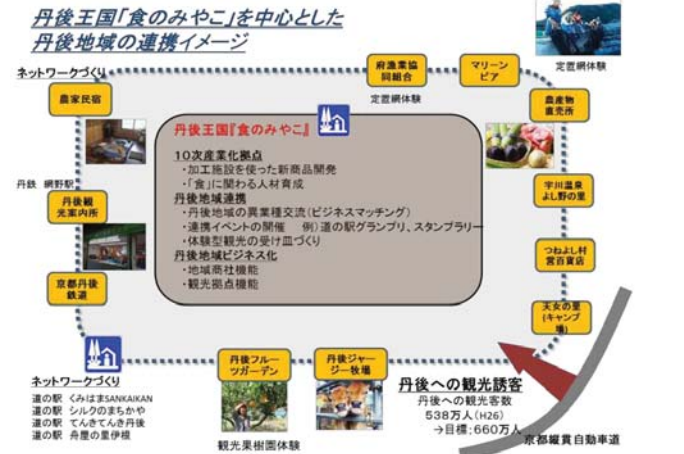 丹後王国「食のみやこ」を中心とした
丹後地域の連携イメージ
ネットワークづくり
農家民宿
府漁業協
同組合
定置網体験
マリーン
ピア
定置網体験
農産物
直売所
丹後王国『食のみやこ』
10次産業化拠点
・加工施設を使った新商品開発
・「食」に関わる人材育成
丹後地域連携
・丹後地域の異業種交流(ビジネスマッチング)
・連携イベントの開催 例)道の駅グランプリ、スタンプラリー
・体験型観光の受け皿づくり
丹後地域ビジネス化
・地域商社機能
・観光拠点機能
丹鉄 網野駅
丹後観
光案内所
京都丹後
鉄道
宇川温泉
よし野の里
つねよし村
営百貨店
天女の里
(キャンプ
場)
ネットワークづくり
道の駅 くみはまSANKAIKAN
道の駅 シルクのまちかや
道の駅 てんきてんき丹後
道の駅 舟屋の里伊根
丹後フルー
ツガーデン
観光果樹園体験
丹後ジャー
ジー牧場
丹後への観光誘客
丹後への観光客数
538万人(H26)
→目標:660万人
京都縦貫自動車道